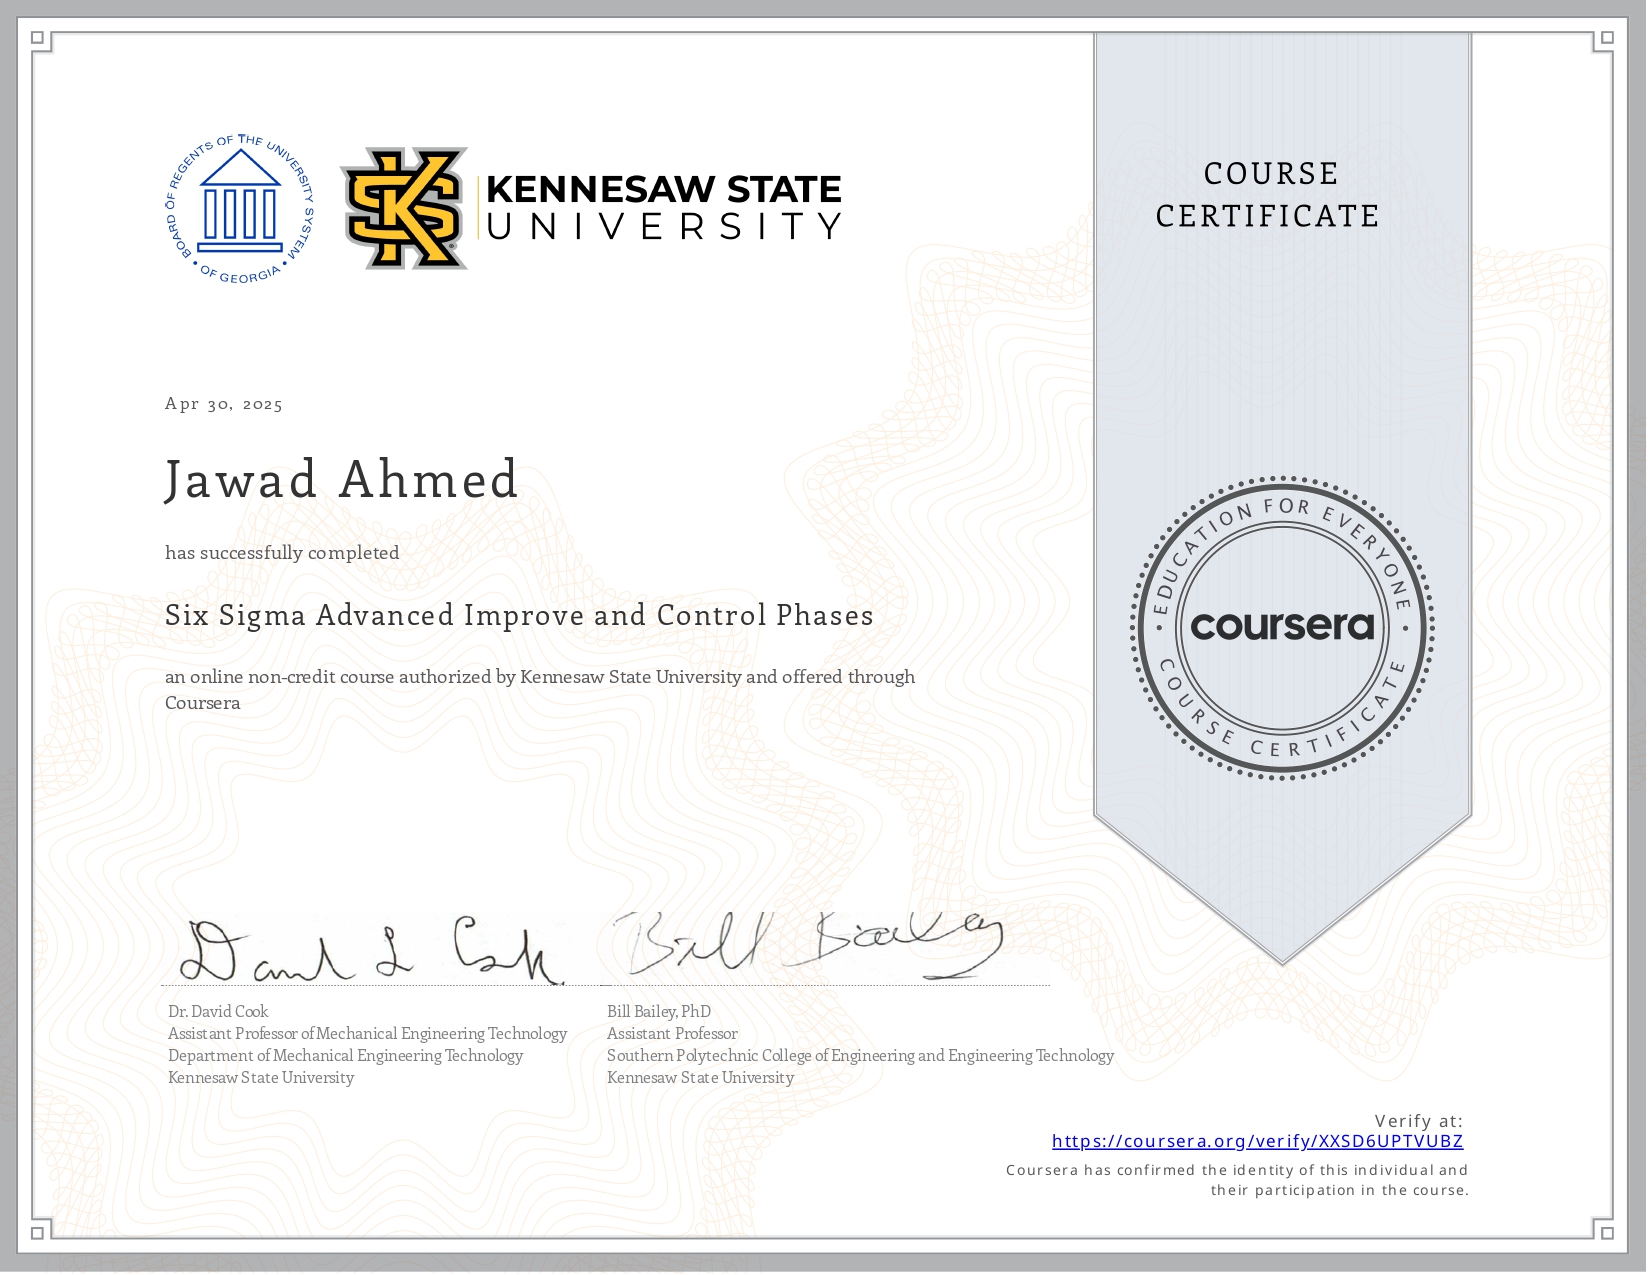 BOARD OF REGENTS OF THE UNIVERSITY SYSTEM
• OF GEORGIA •
KS
®
KENNESAW STATE
UNIVERSITY
COURSE
CERTIFICATE
Apr 30, 2025
Jawad Ahmed
has successfully completed
Six Sigma Advanced Improve and Control Phases
an online non-credit course authorized by Kennesaw State University and offered through
Coursera
• EDUCATION FOR EVERYONE •
coursera
COURSE CERTIFICATE
David L Cook
Bill Bailey
Dr. David Cook
Assistant Professor of Mechanical Engineering Technology
Department of Mechanical Engineering Technology
Kennesaw State University
Bill Bailey, PhD
Assistant Professor
Southern Polytechnic College of Engineering and Engineering Technology
Kennesaw State University
Verify at:
https://coursera.org/verify/XXSD6UPTVUBZ
Coursera has confirmed the identity of this individual and
their participation in the course.